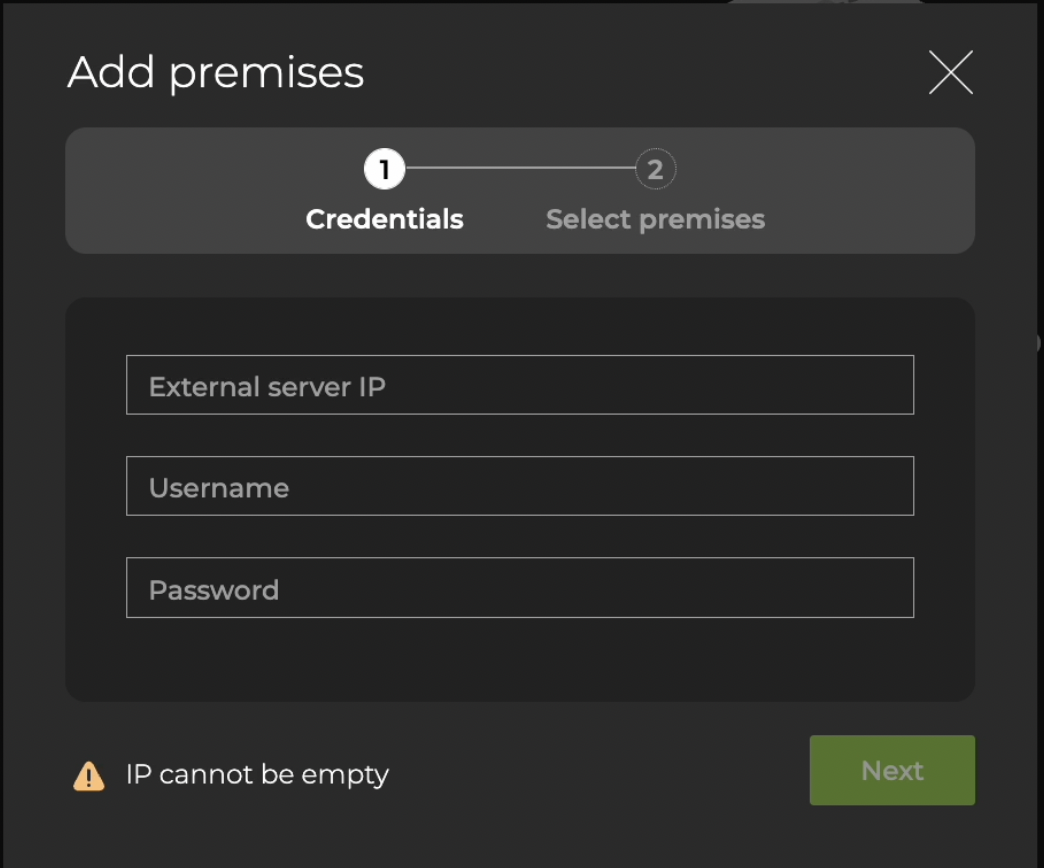 Add premises
1
2
Credentials
Select premises
External server IP
Username
Password
IP cannot be empty
Next